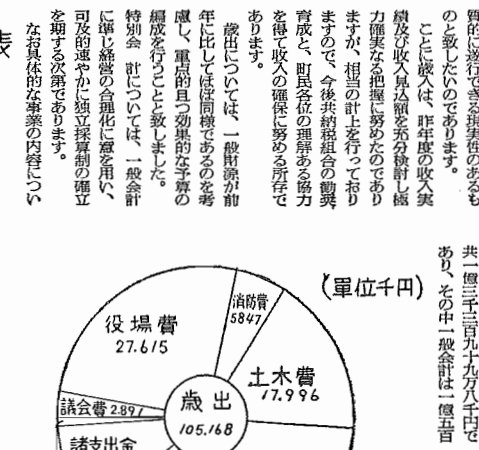 質的に遂行できる現実性のあるも
のと致したいのであります。
ことに歳入は、昨年度の収入実
績及び収入見込額を充分検討し極
力確実なる把握に努めたのであり
ますが、相当の計上を行っており
ますので、今後共納税組合の勧奨、
育成と、町民各位の理解ある協力
を得て収入の確保に努める所存で
あります。
歳出については、一般財源が前
年に比してほぼ同様であるのを考
慮し、重点的且つ効果的な予算の
編成を行うことと致しました。
特別会 計については、一般会計
に準じ経営の合理化に意を用い、
可及的速やかに独立採算制の確立
を期する次第であります。
なお具体的な事業の内容につい
表
共一億三千三百九十九万八千円で
あり、その中一般会計は一億五百
(単位千円)
消防費
5847
役場費
27.615
土木費
17.996
議会費 2.897
歳出
105.168
諸支出金